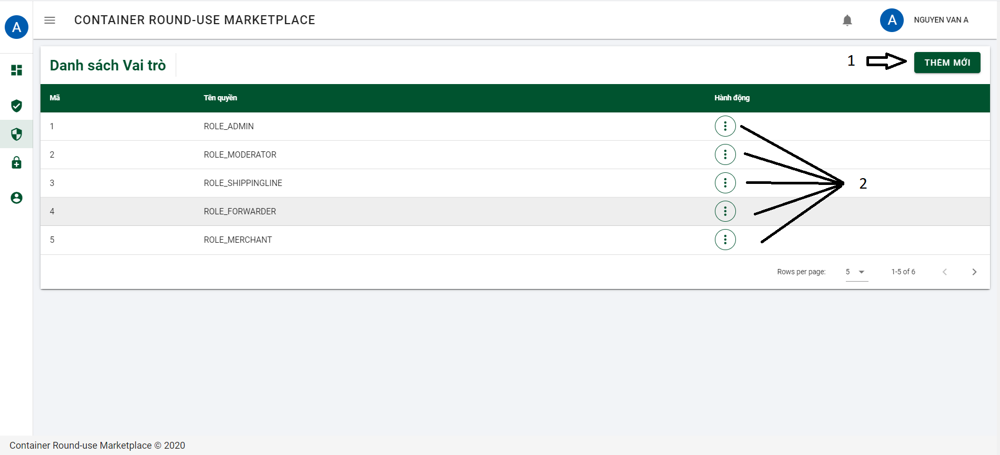 A CONTAINER ROUND-USE MARKETPLACE A NGUYEN VAN A
Danh sách Vai trò 1 THÊM MỚI
Mã Tên quyền Hành động
1 ROLE_ADMIN
2 ROLE_MODERATOR
3 ROLE_SHIPPINGLINE 2
4 ROLE_FORWARDER
5 ROLE_MERCHANT
Rows per page: 5 1-5 of 6
Container Round-use Marketplace © 2020